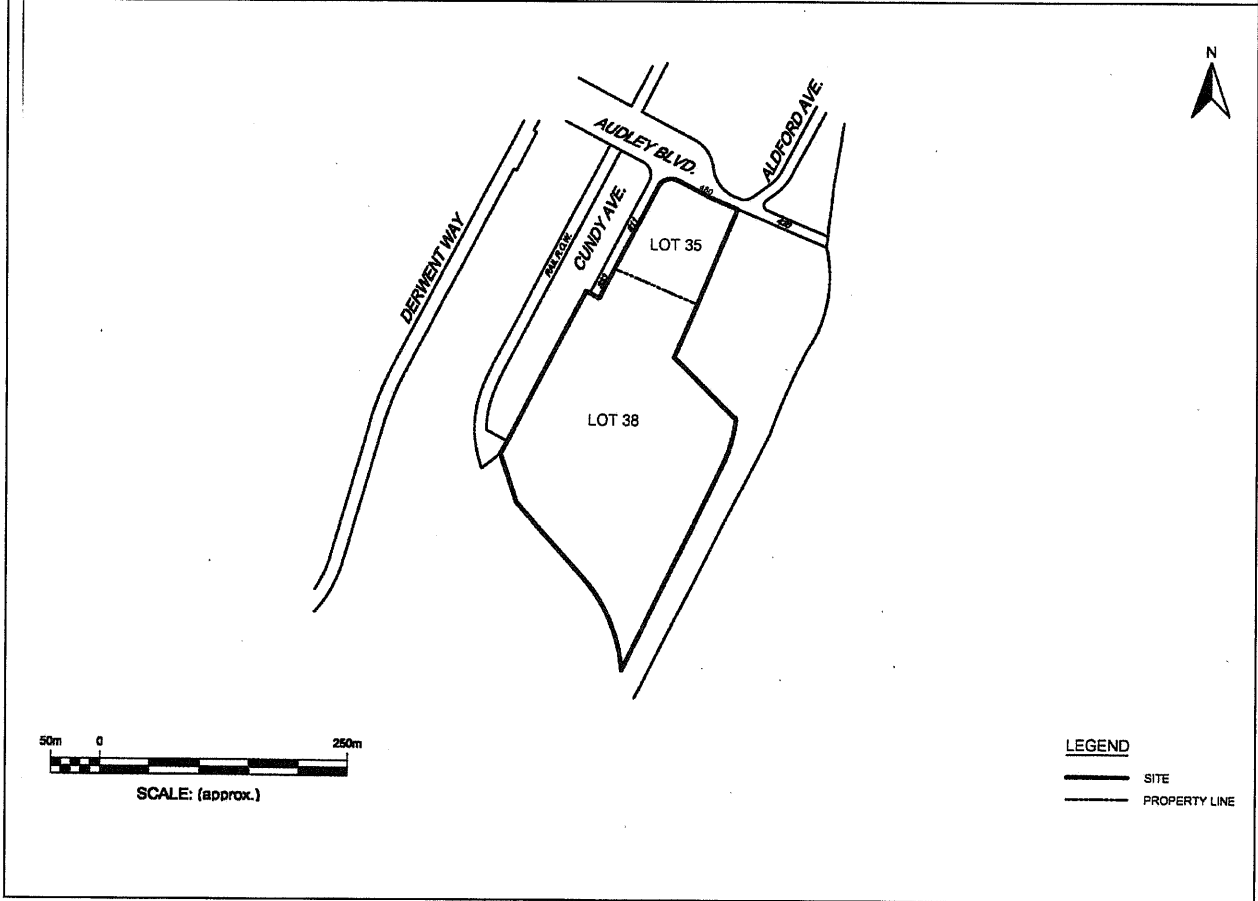 N
AUDLEY BLVD.
ALDFORD AVE.
CUNDY AVE.
RAIL R.O.W.
DERWENT WAY
LOT 35
LOT 38
50m 0 250m
SCALE: (approx.)
LEGEND
SITE
PROPERTY LINE